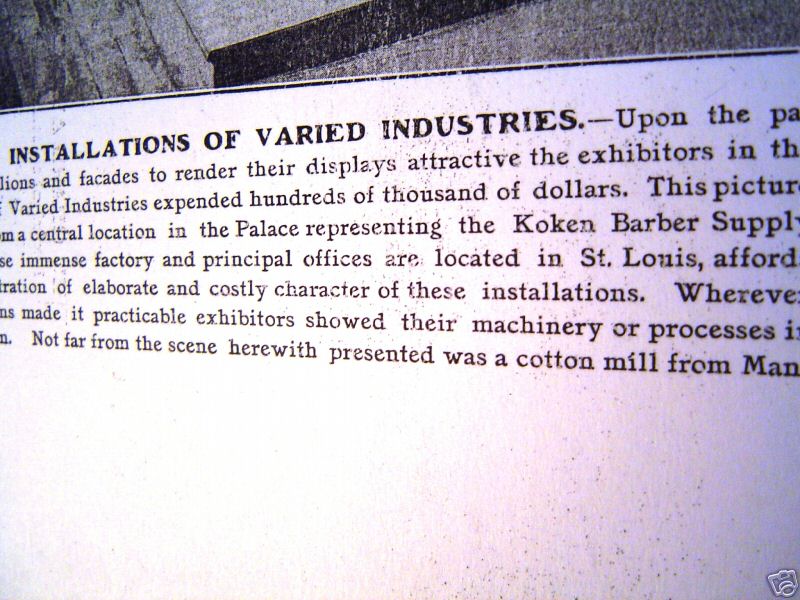 INSTALLATIONS OF VARIED INDUSTRIES.—Upon the pa
lions and facades to render their displays attractive the exhibitors in th
f Varied Industries expended hundreds of thousand of dollars. This picture
om a central location in the Palace representing the Koken Barber Supply
se immense factory and principal offices are located in St. Louis, afford
tration of elaborate and costly character of these installations. Whereve
ns made it practicable exhibitors showed their machinery or processes i
n. Not far from the scene herewith presented was a cotton mill from Man